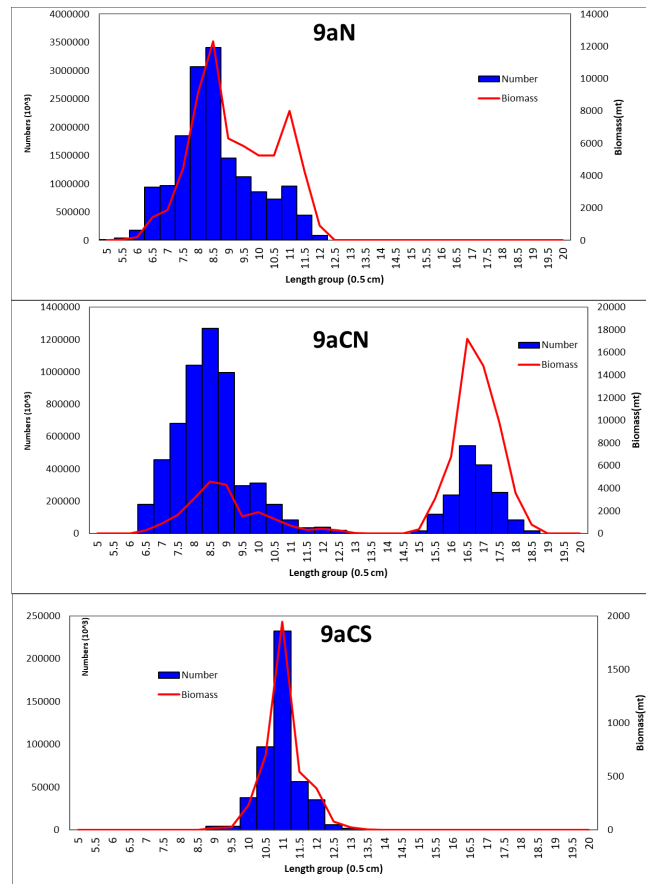 9aN
Numbers (10^3)
4000000
3500000
3000000
2500000
2000000
1500000
1000000
500000
0
Number
Biomass
14000
12000
10000
8000
6000
4000
2000
0
Biomass(mt)
5 5.5 6 6.5 7 7.5 8 8.5 9 9.5 10 10.5 11 11.5 12 12.5 13 13.5 14 14.5 15 15.5 16 16.5 17 17.5 18 18.5 19 19.5 20
Length group (0.5 cm)
9aCN
Numbers (10^3)
1400000
1200000
1000000
800000
600000
400000
200000
0
Number
Biomass
20000
18000
16000
14000
12000
10000
8000
6000
4000
2000
0
Biomass(mt)
5 5.5 6 6.5 7 7.5 8 8.5 9 9.5 10 10.5 11 11.5 12 12.5 13 13.5 14 14.5 15 15.5 16 16.5 17 17.5 18 18.5 19 19.5 20
Length group (0.5 cm)
9aCS
Numbers (10^3)
250000
200000
150000
100000
50000
0
Number
Biomass
2000
1500
1000
500
0
Biomass(mt)
5 5.5 6 6.5 7 7.5 8 8.5 9 9.5 10 10.5 11 11.5 12 12.5 13 13.5 14 14.5 15 15.5 16 16.5 17 17.5 18 18.5 19 19.5 20
Length group (0.5 cm)